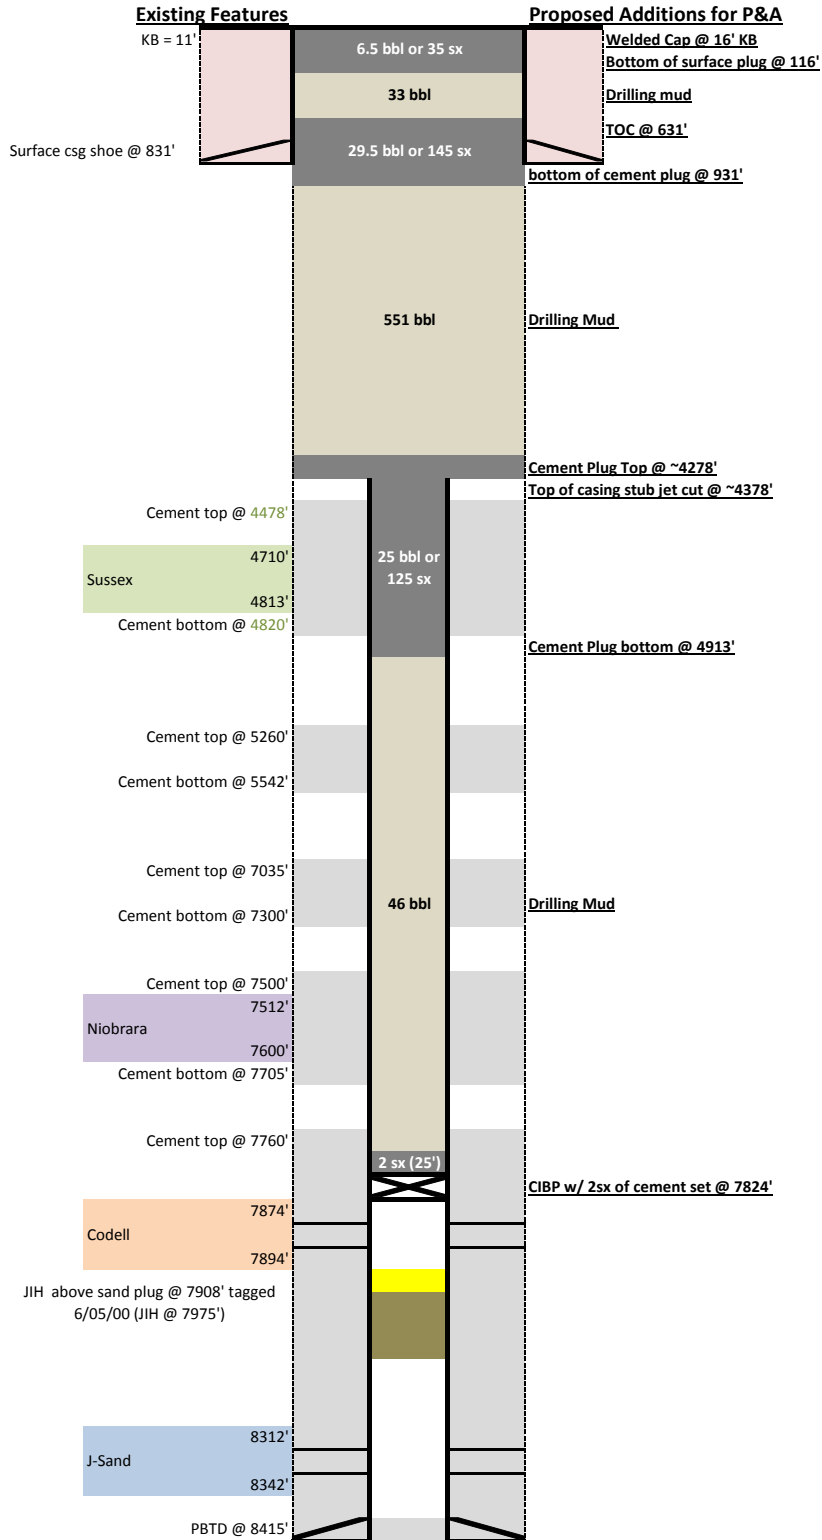 Existing Features
Proposed Additions for P&A
KB = 11'
6.5 bbl or 35 sx
Welded Cap @ 16' KB
Bottom of surface plug @ 116'
33 bbl
Drilling mud
TOC @ 631'
Surface csg shoe @ 831'
29.5 bbl or 145 sx
bottom of cement plug @ 931'
551 bbl
Drilling Mud
Cement Plug Top @ ~4278'
Top of casing stub jet cut @ ~4378'
Cement top @ 4478'
4710'
Sussex
4813'
25 bbl or
125 sx
Cement bottom @ 4820'
Cement Plug bottom @ 4913'
Cement top @ 5260'
Cement bottom @ 5542'
Cement top @ 7035'
46 bbl
Drilling Mud
Cement bottom @ 7300'
Cement top @ 7500'
7512'
Niobrara
7600'
Cement bottom @ 7705'
Cement top @ 7760'
2 sx (25')
CIBP w/ 2sx of cement set @ 7824'
7874'
Codell
7894'
JIH above sand plug @ 7908' tagged
6/05/00 (JIH @ 7975')
8312'
J-Sand
8342'
PBTD @ 8415'